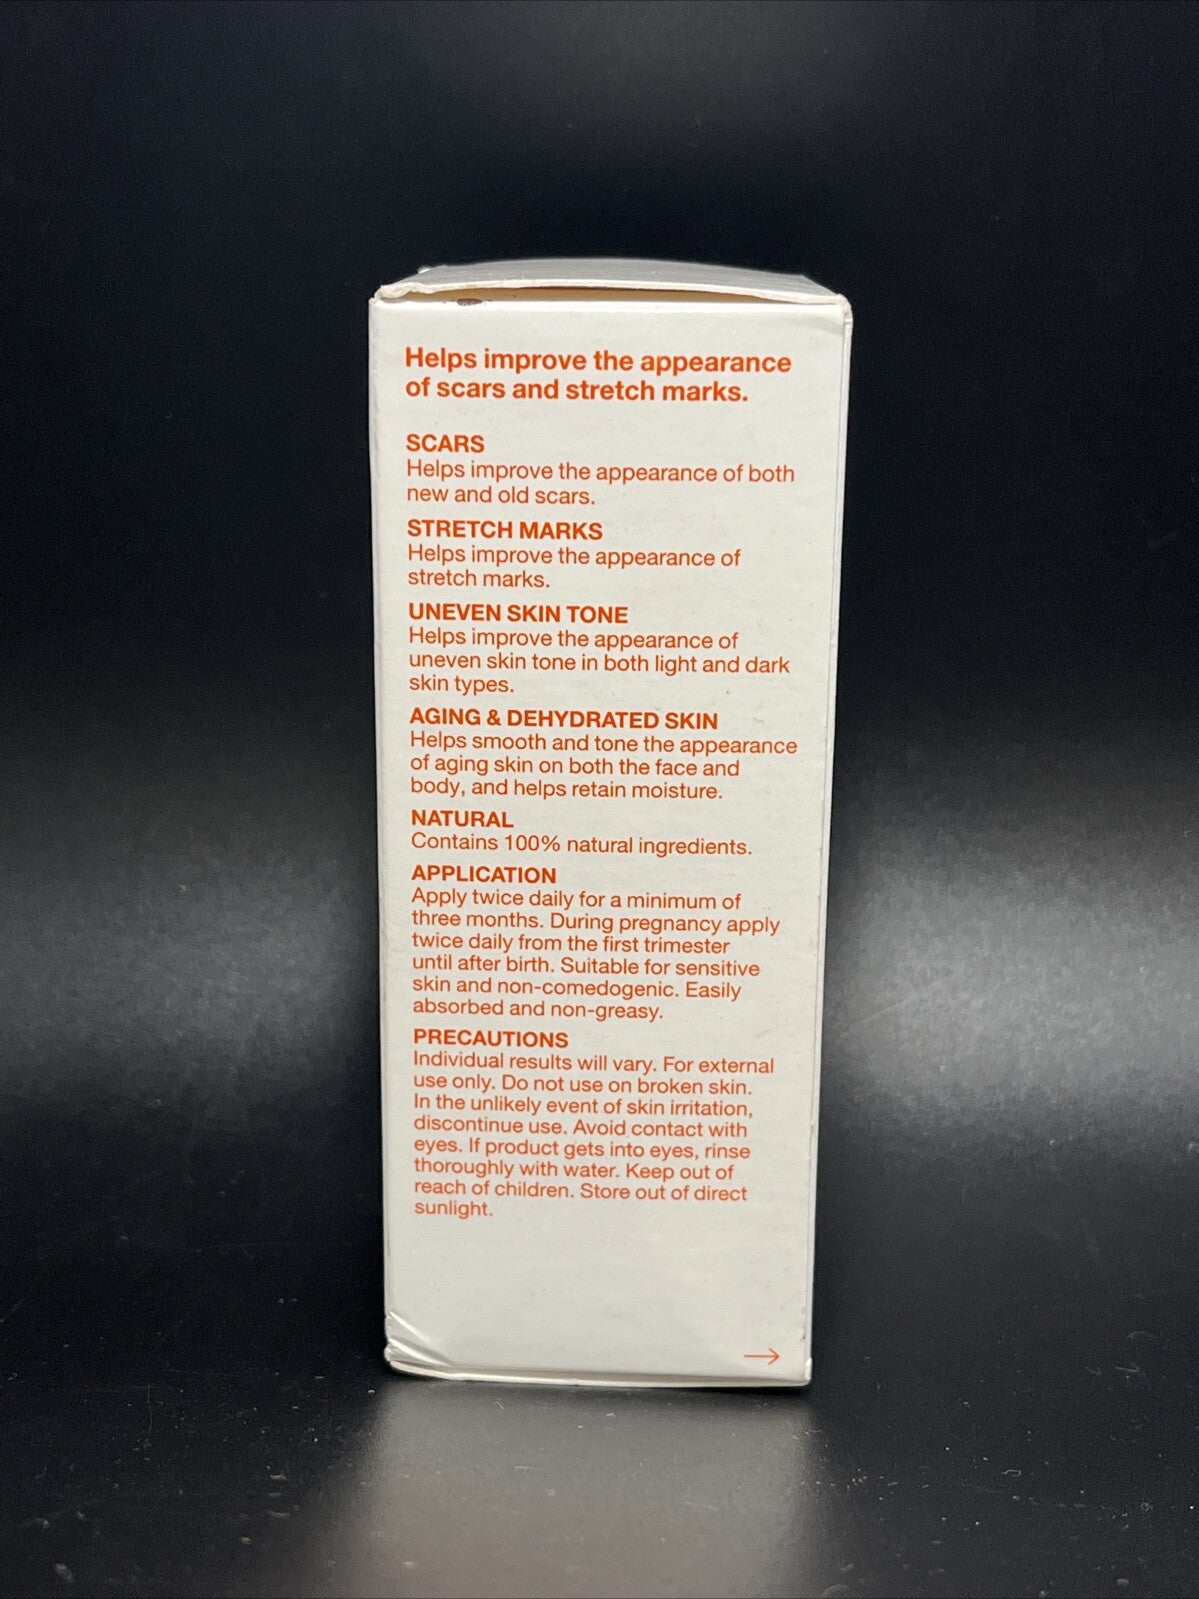 Helps improve the appearance
of scars and stretch marks.
SCARS
Helps improve the appearance of both
new and old scars.
STRETCH MARKS
Helps improve the appearance of
stretch marks.
UNEVEN SKIN TONE
Helps improve the appearance of
uneven skin tone in both light and dark
skin types.
AGING & DEHYDRATED SKIN
Helps smooth and tone the appearance
of aging skin on both the face and
body, and helps retain moisture.
NATURAL
Contains 100% natural ingredients.
APPLICATION
Apply twice daily for a minimum of
three months. During pregnancy apply
twice daily from the first trimester
until after birth. Suitable for sensitive
skin and non-comedogenic. Easily
absorbed and non-greasy.
PRECAUTIONS
Individual results will vary. For external
use only. Do not use on broken skin.
In the unlikely event of skin irritation,
discontinue use. Avoid contact with
eyes. If product gets into eyes, rinse
thoroughly with water. Keep out of
reach of children. Store out of direct
sunlight.